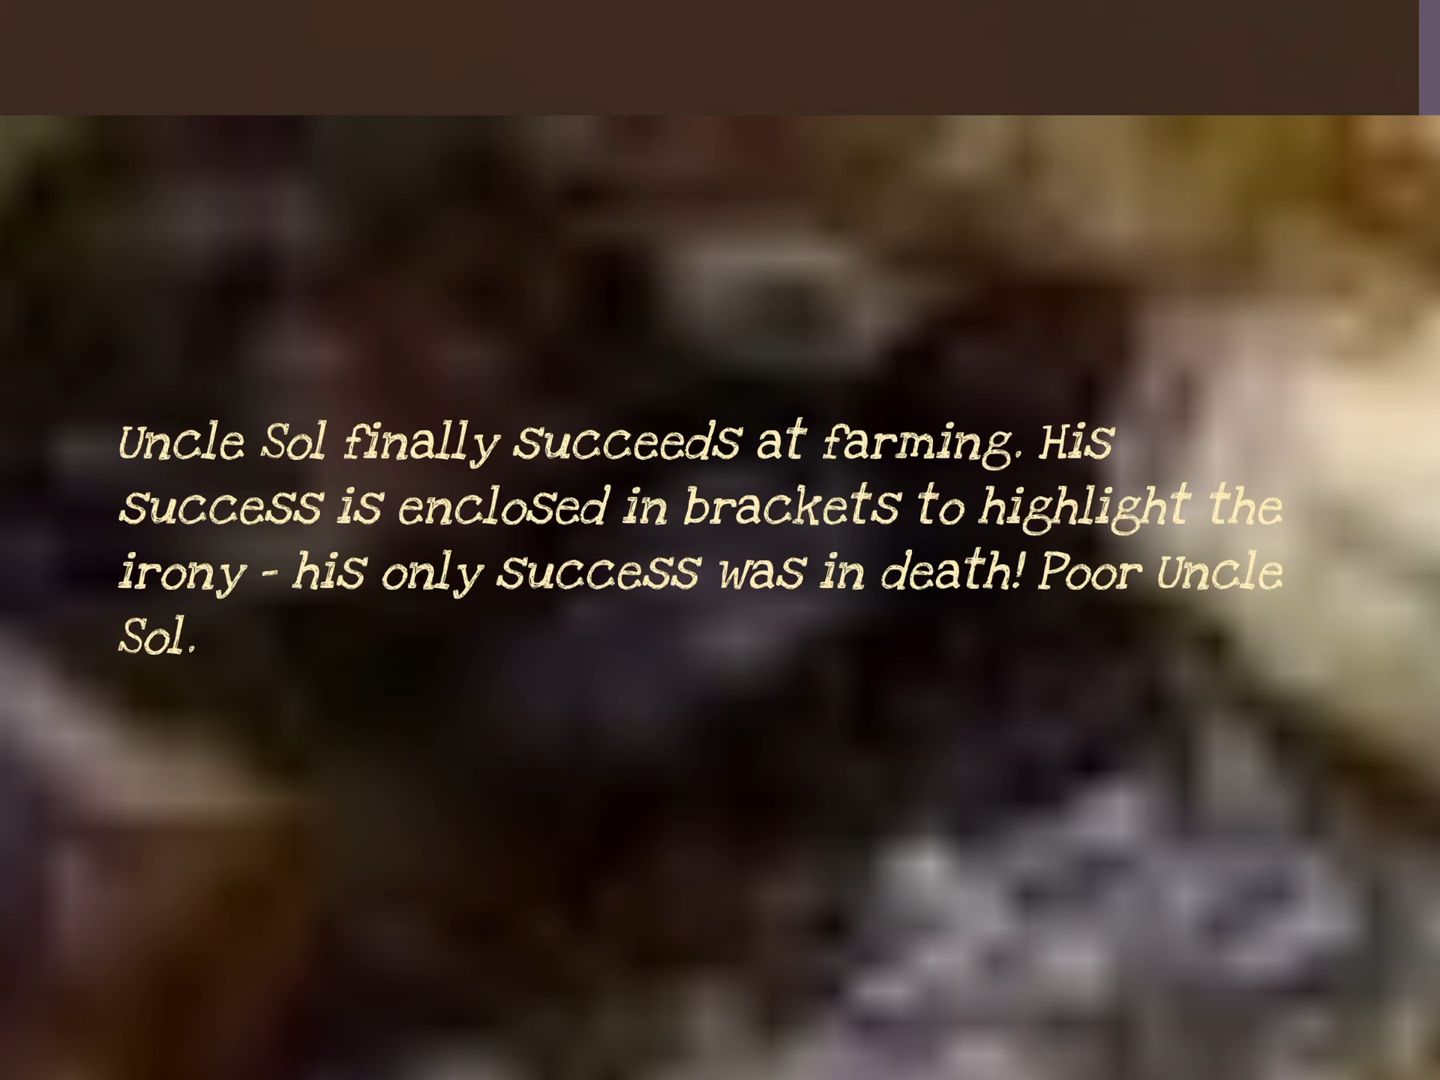 Uncle Sol finally succeeds at farming. His
success is enclosed in brackets to highlight the
irony - his only success was in death! Poor Uncle
Sol.